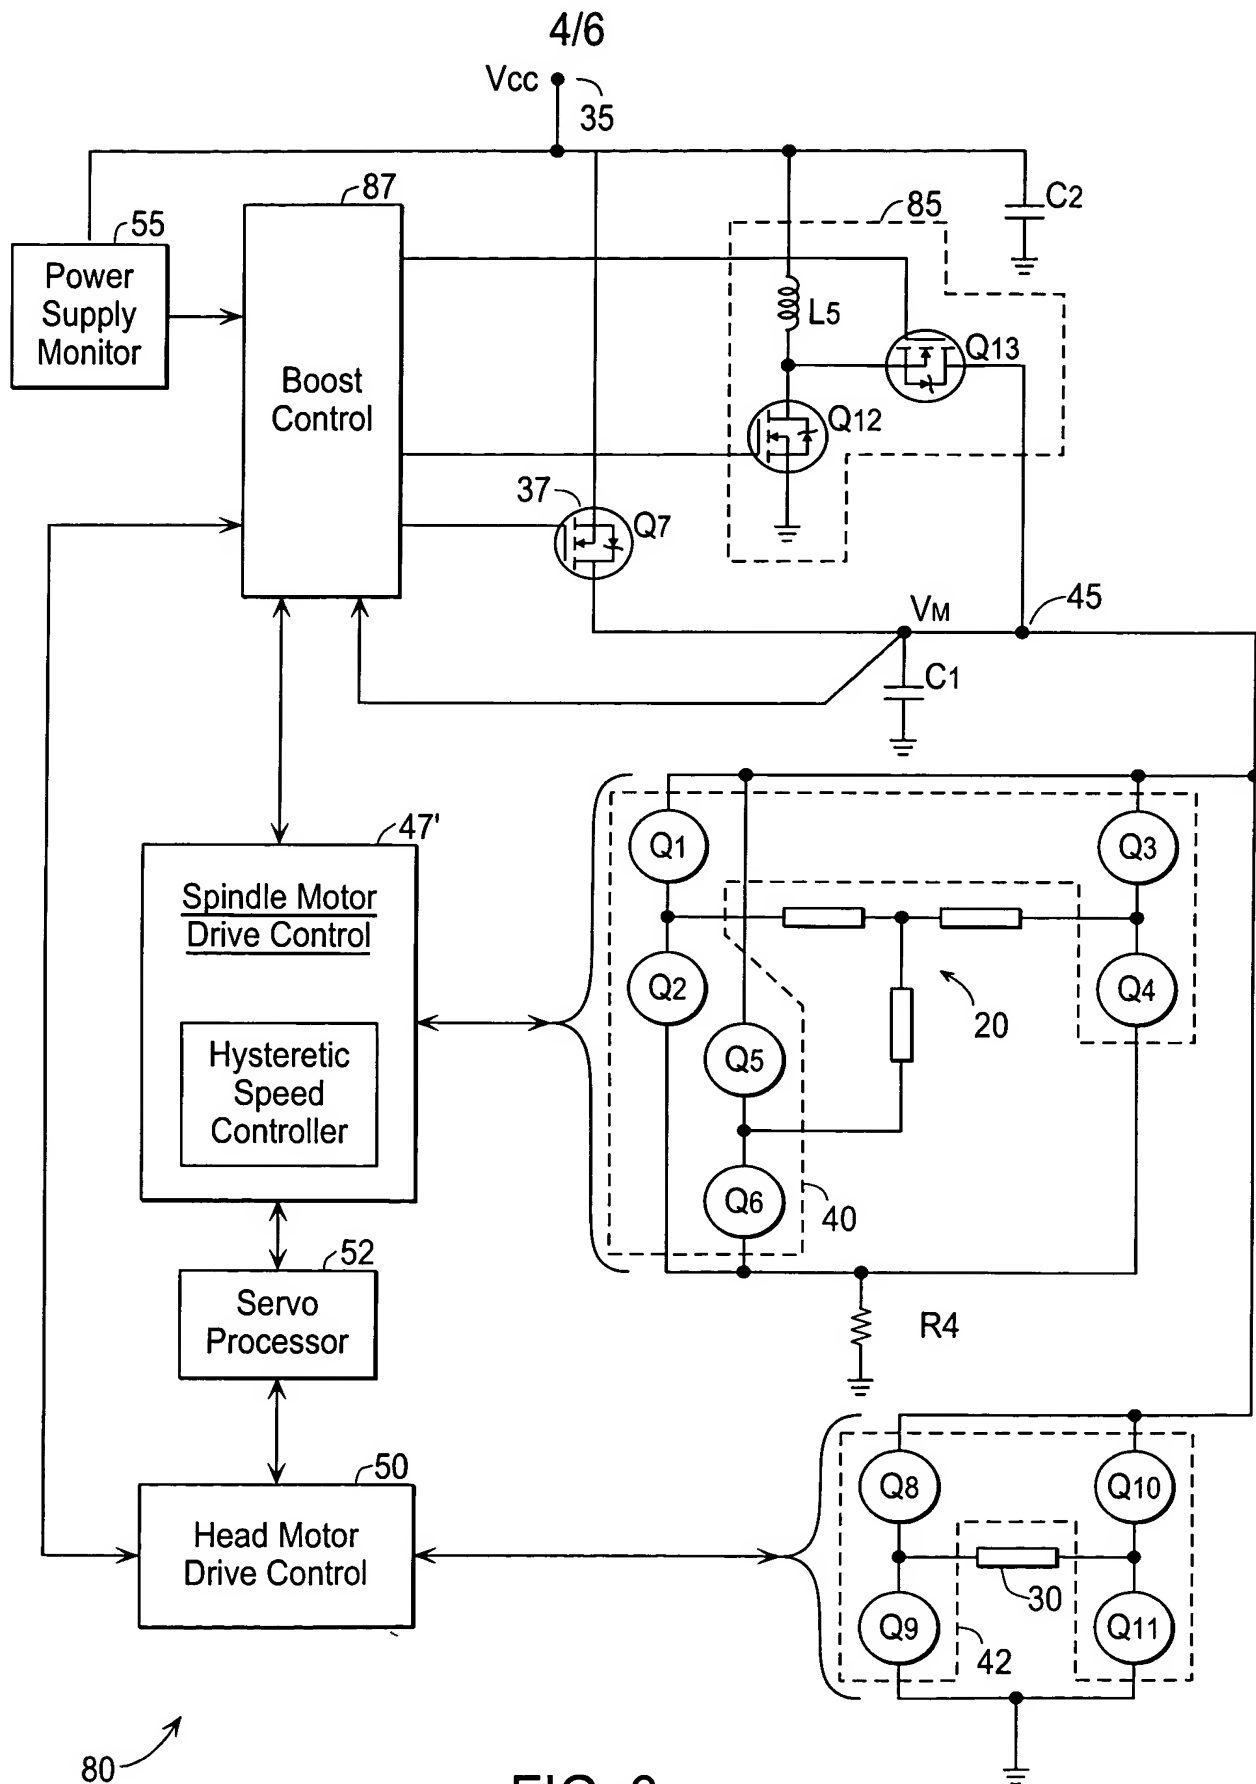 4/6
Vcc
35
87
85
C2
55
Power
Supply
Monitor
L5
Q13
Boost
Control
Q12
37
Q7
VM
45
C1
47'
Spindle Motor
Drive Control
Q1
Q3
Q2
Q4
20
Hysteretic
Speed
Controller
Q5
Q6
40
52
Servo
Processor
R4
50
Head Motor
Drive Control
Q8
Q10
30
Q9
Q11
42
80